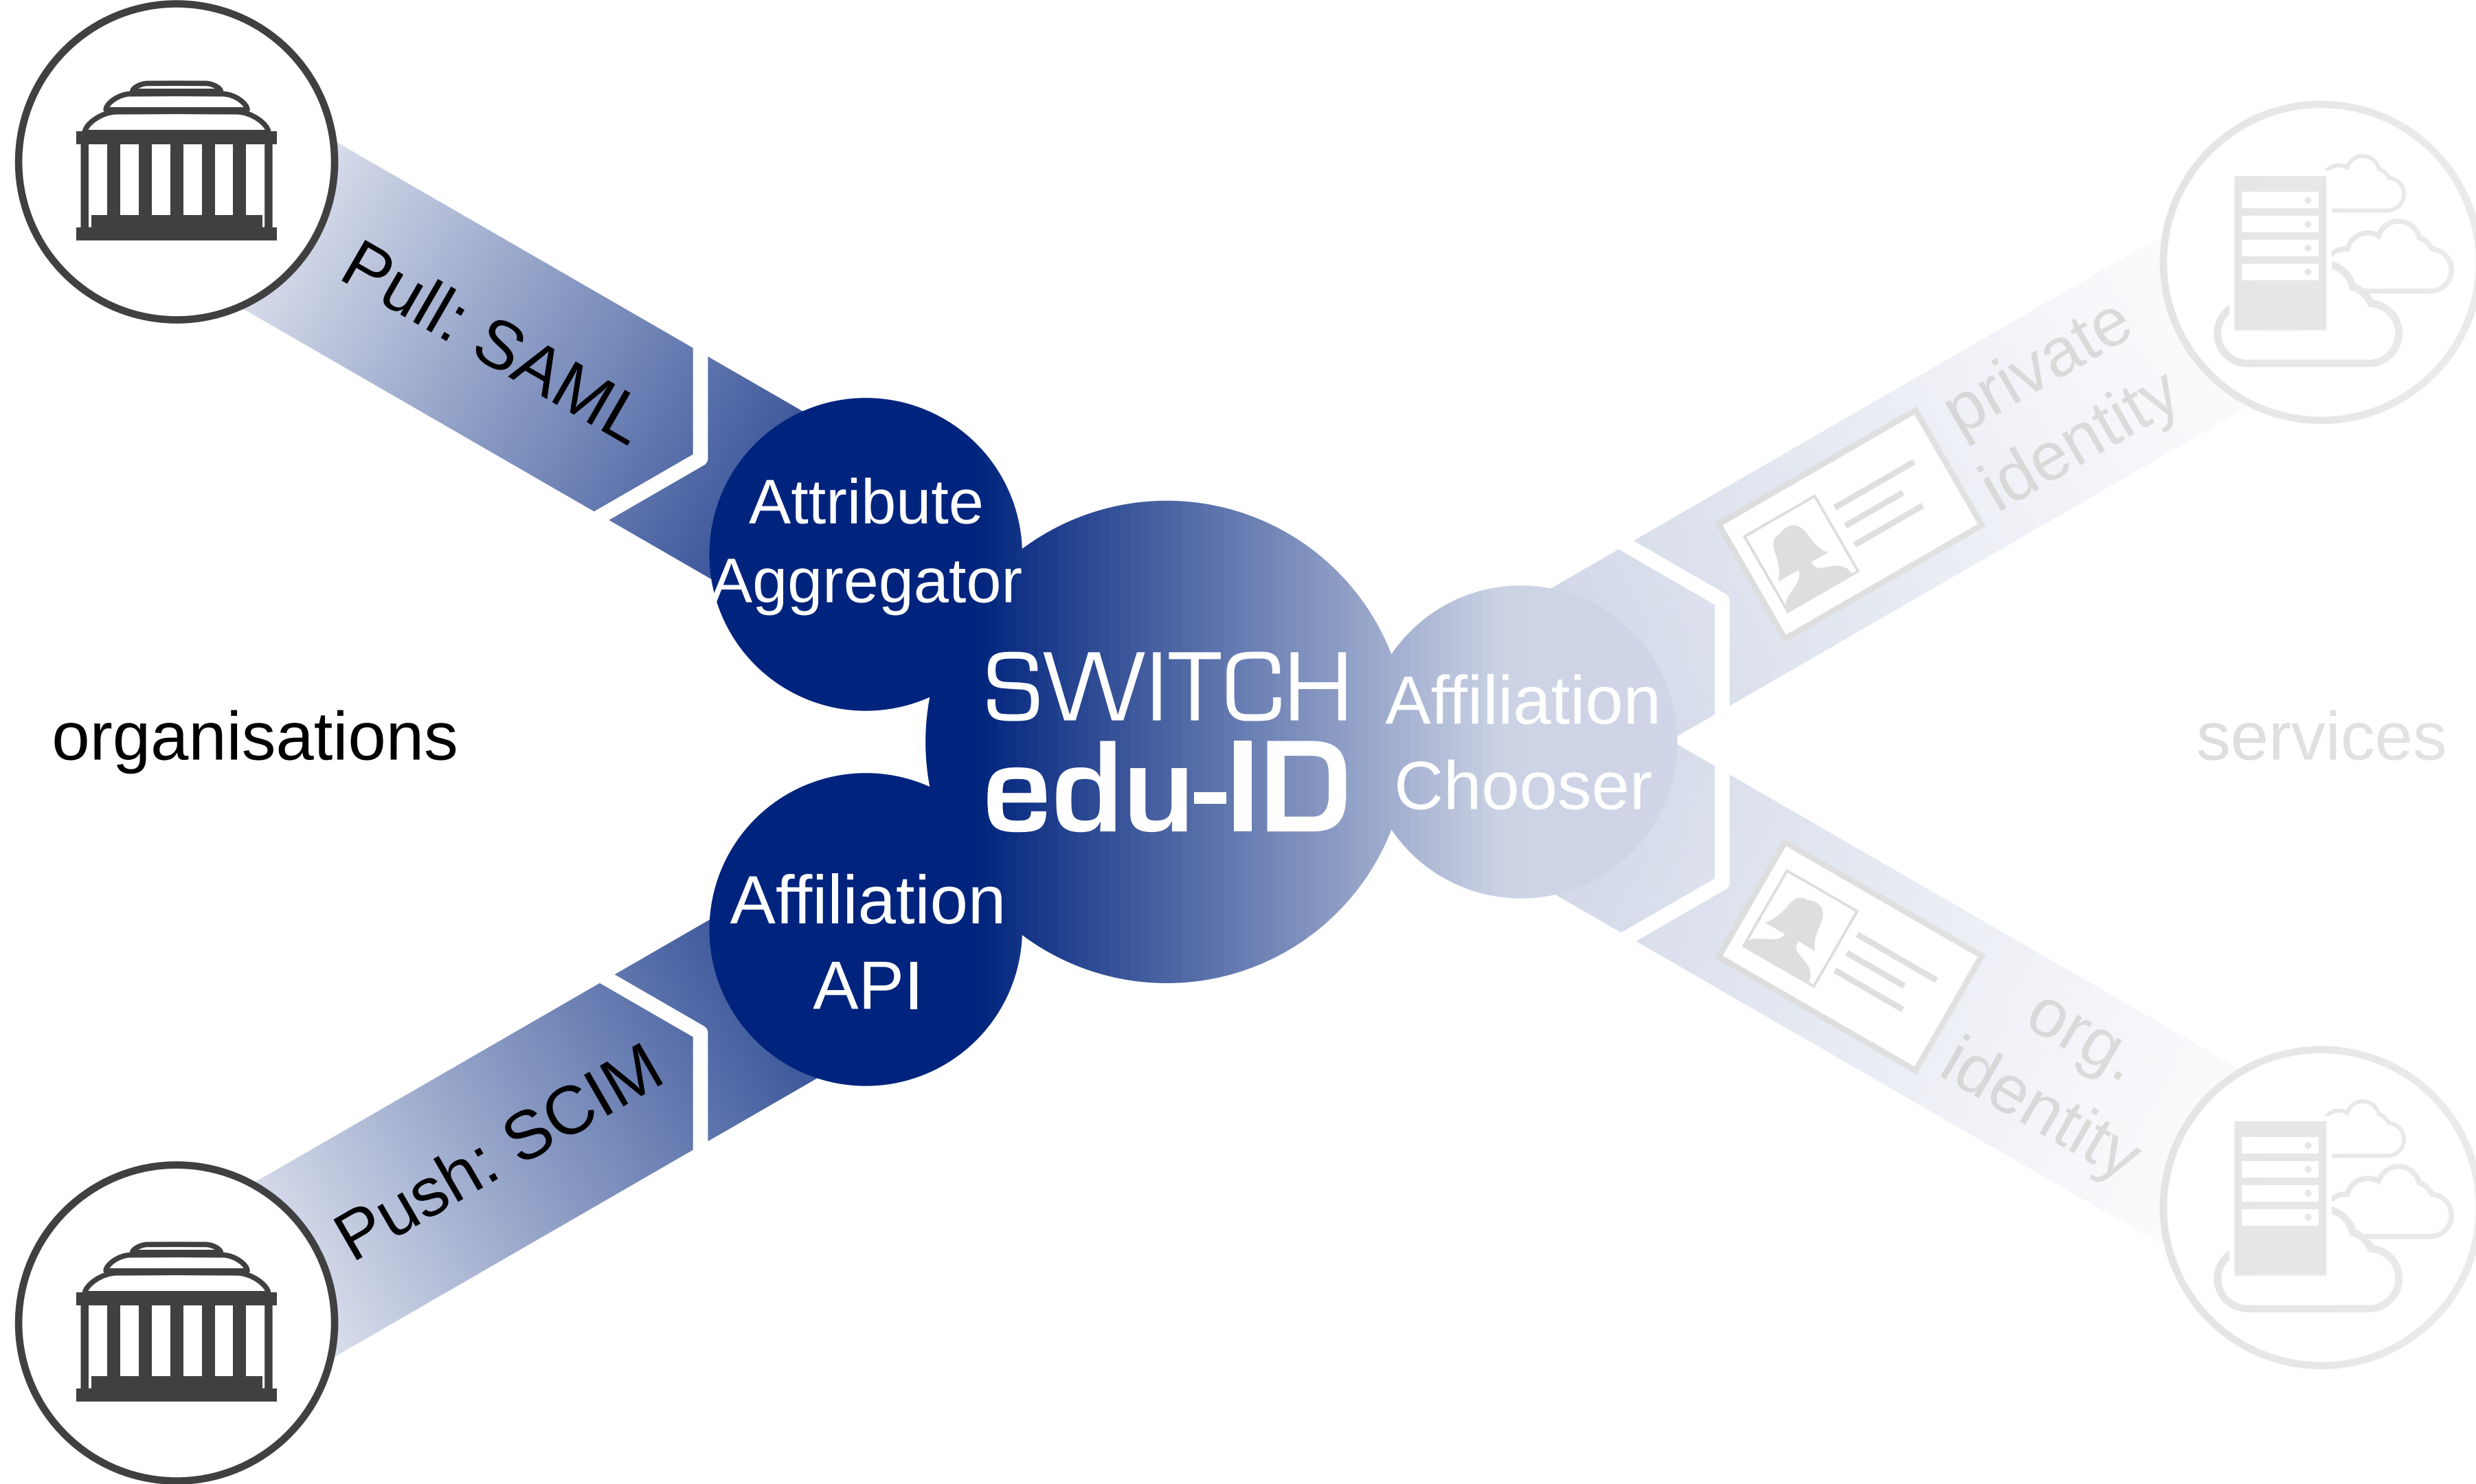 Pull: SAML
Attribute
Aggregator
organisations
SWITCH
edu-ID
Affiliation
API
Push: SCIM
Affiliation
Chooser
private
identity
services
org.
identity